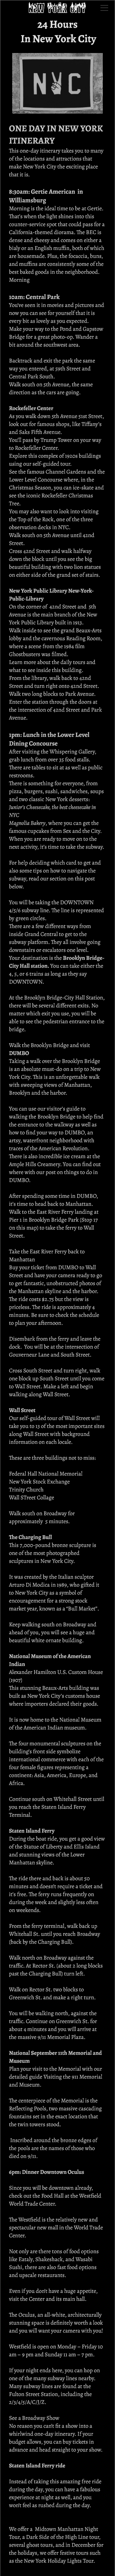 NEW YORK CITY
24 Hours
In New York City
NYC
ONE DAY IN NEW YORK
ITINERARY
This one-day itinerary takes you to many
of the locations and attractions that
make New York City the exciting place
that it is.
8:30am: Gertie American in
Williamsburg
Morning is the ideal time to be at Gertie.
That's when the light shines into this
counter-service spot that could pass for a
California-themed diorama. The BEC is
dense and cheesy and comes on either a
bialy or an English muffin, both of which
are housemade. Plus, the focaccia, buns,
and muffins are consistently some of the
best baked goods in the neighborhood.
Morning
10am: Central Park
You've seen it in movies and pictures and
now you can see for yourself that it is
every bit as lovely as you expected.
Make your way to the Pond and Gapstow
Bridge for a great photo-op. Wander a
bit around the southwest area.
Backtrack and exit the park the same
way you entered, at 59th Street and
Central Park South.
Walk south on 5th Avenue, the same
direction as the cars are going.
Rockefeller Center
As you walk down 5th Avenue 51st Street,
look out for famous shops, like Tiffany's
and Saks Fifth Avenue.
You'll pass by Trump Tower on your way
to Rockefeller Center.
Explore this complex of 1920s buildings
using our self-guided tour.
See the famous Channel Gardens and the
Lower Level Concourse where, in the
Christmas Season, you can ice-skate and
see the iconic Rockefeller Christmas
Tree.
You may also want to look into visiting
the Top of the Rock, one of the three
observation decks in NYC.
Walk south on 5th Avenue until 42nd
Street.
Cross 42nd Street and walk halfway
down the block until you see the big
beautiful building with two lion statues
on either side of the grand set of stairs.
New York Public Library New-York-
Public-Library
On the corner of 42nd Street and 5th
Avenue is the main branch of the New
York Public Library built in 1912.
Walk inside to see the grand Beaux-Arts
lobby and the cavernous Reading Room,
where a scene from the 1984 film
Ghostbusters was filmed.
Learn more about the daily tours and
what to see inside this building.
From the library, walk back to 42nd
Street and turn right onto 42nd Street.
Walk two long blocks to Park Avenue.
Enter the station through the doors at
the intersection of 42nd Street and Park
Avenue.
1pm: Lunch in the Lower Level
Dining Concourse
After visiting the Whispering Gallery,
grab lunch from over 35 food stalls.
There are tables to sit at as well as public
restrooms.
There is something for everyone, from
pizza, burgers, sushi, sandwiches, soups
and two classic New York desserts:
Junior's Cheesecake, the best cheesecake in
NYC
Magnolia Bakery, where you can get the
famous cupcakes from Sex and the City.
When you are ready to move on to the
next activity, it's time to take the subway.
For help deciding which card to get and
also some tips on how to navigate the
subway, read our section on the post
below.
You will be taking the DOWNTOWN
4/5/6 subway line. The line is represented
by green circles.
There are a few different ways from
inside Grand Central to get to the
subway platform. They all involve going
downstairs or escalators one level.
Your destination is the Brooklyn Bridge-
City Hall station. You can take either the
4, 5, or 6 trains as long as they say
DOWNTOWN.
At the Brooklyn Bridge-City Hall Station,
there will be several different exits. No
matter which exit you use, you will be
able to see the pedestrian entrance to the
bridge.
Walk the Brooklyn Bridge and visit
DUMBO
Taking a walk over the Brooklyn Bridge
is an absolute must-do on a trip to New
York City. This is an unforgettable walk
with sweeping views of Manhattan,
Brooklyn and the harbor.
You can use our visitor's guide to
walking the Brooklyn Bridge to help find
the entrance to the walkway as well as
how to find your way to DUMBO, an
artsy, waterfront neighborhood with
traces of the American Revolution.
There is also incredible ice cream at the
Ample Hills Creamery. You can find out
where with our post on things to do in
DUMBO.
After spending some time in DUMBO,
it's time to head back to Manhattan.
Walk to the East River Ferry landing at
Pier 1 in Brooklyn Bridge Park (Stop 17
on this map) to take the ferry to Wall
Street.
Take the East River Ferry back to
Manhattan
Buy your ticket from DUMBO to Wall
Street and have your camera ready to go
to get fantastic, unobstructed photos of
the Manhattan skyline and the harbor.
The ride costs $2.75 but the view is
priceless. The ride is approximately 9
minutes. Be sure to check the schedule
to plan your afternoon.
Disembark from the ferry and leave the
dock. You will be at the intersection of
Gouverneur Lane and South Street.
Cross South Street and turn right, walk
one block up South Street until you come
to Wall Street. Make a left and begin
walking along Wall Street.
Wall Street
Our self-guided tour of Wall Street will
take you to 13 of the most important sites
along Wall Street with background
information on each locale.
These are three buildings not to miss:
Federal Hall National Memorial
New York Stock Exchange
Trinity Church
Wall STreet Collage
Walk south on Broadway for
approximately 5 minutes.
The Charging Bull
This 7,000-pound bronze sculpture is
one of the most photographed
sculptures in New York City.
It was created by the Italian sculptor
Arturo Di Modica in 1989, who gifted it
to New York City as a symbol of
encouragement for a strong stock
market year, known as a "Bull Market".
Keep walking south on Broadway and
ahead of you, you will see a huge and
beautiful white ornate building.
National Museum of the American
Indian
Alexander Hamilton U.S. Custom House
(1907)
This stunning Beaux-Arts building was
built as New York City's customs house
where importers declared their goods.
It is now home to the National Museum
of the American Indian museum.
The four monumental sculptures on the
building's front side symbolize
international commerce with each of the
four female figures representing a
continent: Asia, America, Europe, and
Africa.
Continue south on Whitehall Street until
you reach the Staten Island Ferry
Terminal.
Staten Island Ferry
During the boat ride, you get a good view
of the Statue of Liberty and Ellis Island
and stunning views of the Lower
Manhattan skyline.
The ride there and back is about 50
minutes and doesn't require a ticket and
it's free. The ferry runs frequently on
during the week and slightly less often
on weekends.
From the ferry terminal, walk back up
Whitehall St. until you reach Broadway
(back by the Charging Bull).
Walk north on Broadway against the
traffic. At Rector St. (about 2 long blocks
past the Charging Bull) turn left.
Walk on Rector St. two blocks to
Greenwich St. and make a right turn.
You will be walking north, against the
traffic. Continue on Greenwich St. for
about 4 minutes and you will arrive at
the massive 9/11 Memorial Plaza.
National September 11th Memorial and
Museum
Plan your visit to the Memorial with our
detailed guide Visiting the 911 Memorial
and Museum.
The centerpiece of the Memorial is the
Reflecting Pools, two massive cascading
fountains set in the exact location that
the twin towers stood.
Inscribed around the bronze edges of
the pools are the names of those who
died on 9/11.
6pm: Dinner Downtown Oculus
Since you will be downtown already,
check out the Food Hall at the Westfield
World Trade Center.
The Westfield is the relatively new and
spectacular new mall in the World Trade
Center.
Not only are there tons of food options
like Eataly, Shakeshack, and Wasabi
Sushi, there are also fast food options
and upscale restaurants.
Even if you don't have a huge appetite,
visit the Center and its main hall.
The Oculus, an all-white, architecturally
stunning space is definitely worth a look
and you will want your camera with you!
Westfield is open on Monday – Friday 10
am – 9 pm and Sunday 11 am – 7 pm.
If your night ends here, you can hop on
one of the many subway lines nearby.
Many subway lines are found at the
Fulton Street Station, including the
2/3/4/5/A/C/J/Z.
See a Broadway Show
No reason you can't fit a show into a
whirlwind one-day itinerary. If your
budget allows, you can buy tickets in
advance and head straight to your show.
Staten Island Ferry ride
Instead of taking this amazing free ride
during the day, you can have a fabulous
experience at night as well, and you
won't feel as rushed during the day.
We offer a Midtown Manhattan Night
Tour, a Dark Side of the High Line tour,
several ghost tours, and in December for
the holidays, we offer festive tours such
as the New York Holiday Lights Tour.